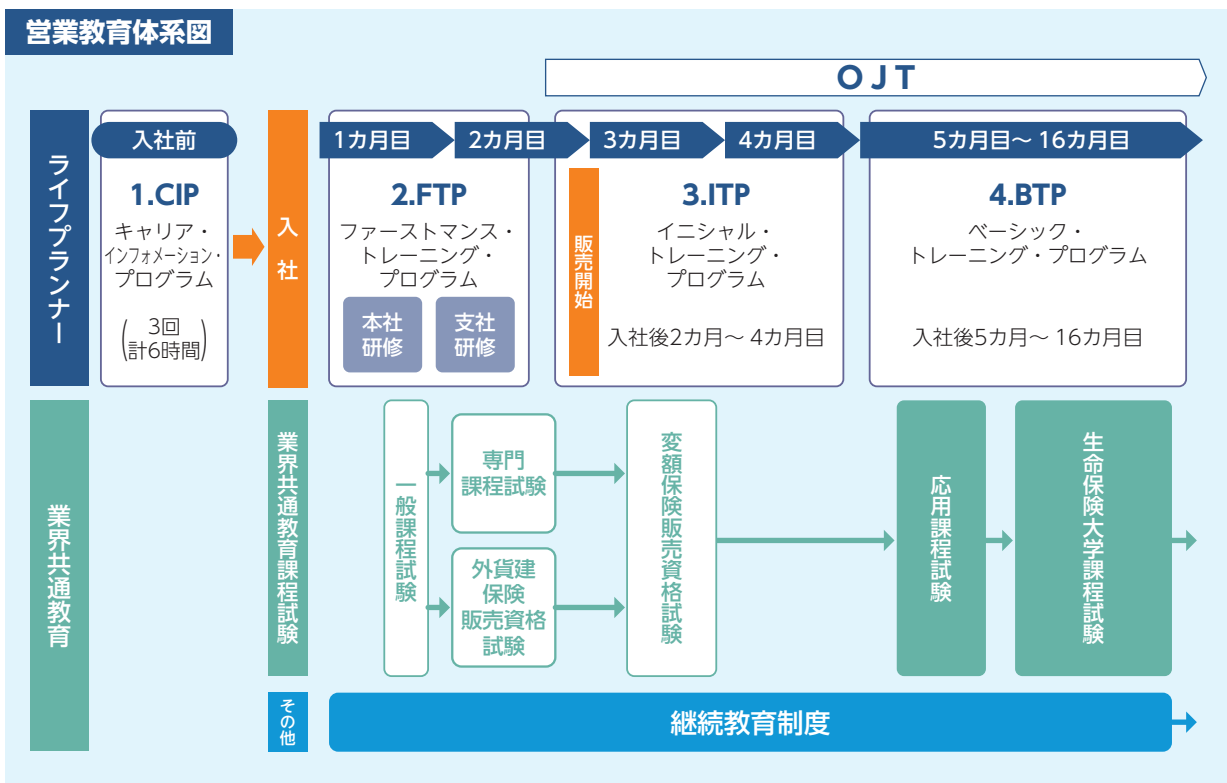 営業教育体系図
OJT
ライフプランナー
入社前
1.CIP
キャリア・
インフォメーション・
プログラム
(3回
計6時間)
入社
1カ月目
2カ月目
3カ月目
4カ月目
5カ月目～16カ月目
2.FTP
ファーストマンス・
トレーニング・
プログラム
本社
研修
支社
研修
販売開始
3.ITP
イニシャル・
トレーニング・
プログラム
入社後2カ月～4カ月目
4.BTP
ベーシック・
トレーニング・プログラム
入社後5カ月～16カ月目
業界共通教育
業界共通教育課程試験
一般課程試験
専門
課程試験
外貨建
保険
販売資格
試験
変額保険販売資格試験
応用課程試験
生命保険大学課程試験
その他
継続教育制度